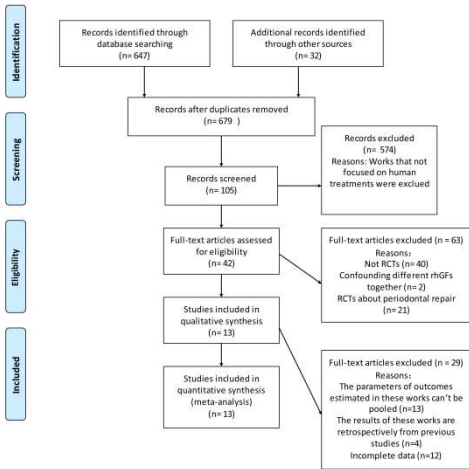 Identification
Records identified through
database searching
(n= 647)
Additional records identified
through other sources
(n= 32)
Records after duplicates removed
(n= 679 )
Screening
Records screened
(n= 105)
Records excluded
(n= 574)
Reasons: Works that not
focused on human
treatments were exclued
Eligibility
Full-text articles assessed
for eligibility
(n= 42)
Full-text articles excluded (n = 63)
Reasons:
Not RCTs (n= 40)
Confounding different rhGFs
together (n= 2)
RCTs about periodontal repair
(n= 21)
Studies included in
qualitative synthesis
(n= 13)
Included
Studies included in
quantitative synthesis
(meta-analysis)
(n= 13)
Full-text articles excluded (n= 29)
Reasons:
The parameters of outcomes
estimated in these works can't be
pooled (n=13)
The results of these works are
retrospectively from previous
studies (n=4)
Incomplete data (n=12)